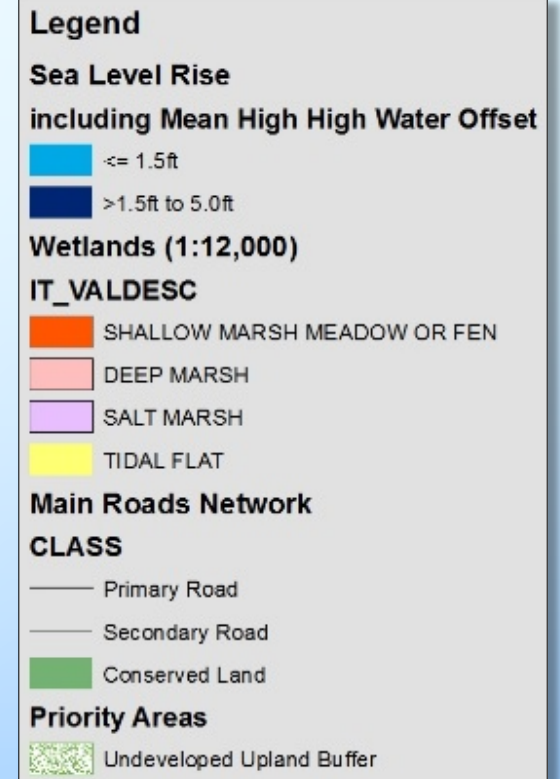 Legend
Sea Level Rise
including Mean High High Water Offset
<= 1.5ft
>1.5ft to 5.0ft
Wetlands (1:12,000)
IT_VALDESC
SHALLOW MARSH MEADOW OR FEN
DEEP MARSH
SALT MARSH
TIDAL FLAT
Main Roads Network
CLASS
Primary Road
Secondary Road
Conserved Land
Priority Areas
Undeveloped Upland Buffer